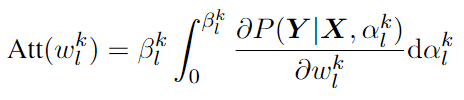 Att(w_l^k) = β_l^k ∫_0^{β_l^k} ∂P(Y|X, α_l^k) / ∂w_l^k dα_l^k